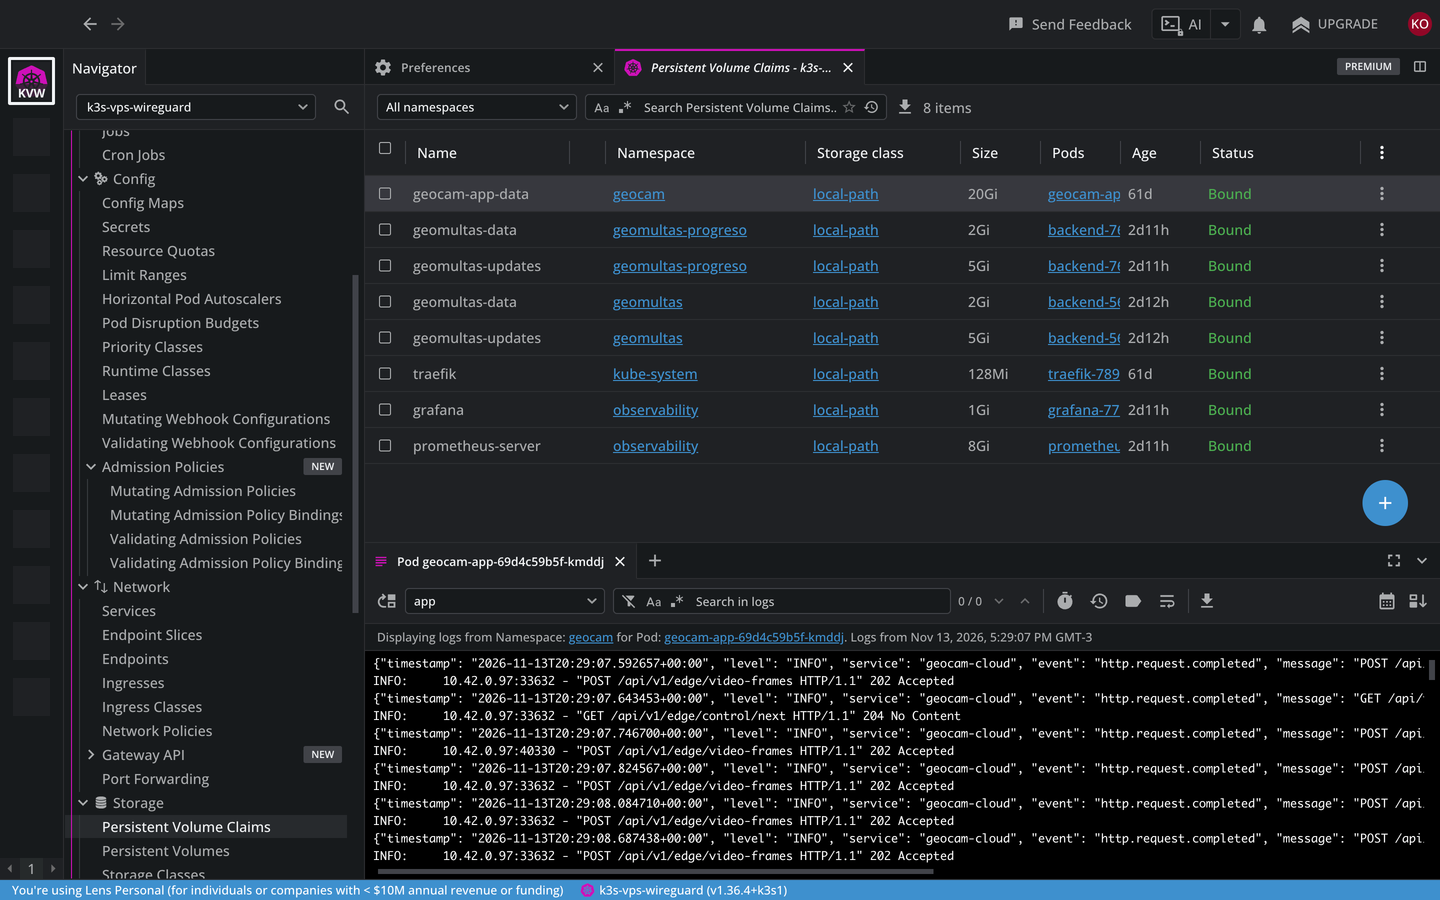 Send Feedback
AI
UPGRADE
KO
KVW
Navigator
Preferences
Persistent Volume Claims - k3s-...
PREMIUM
k3s-vps-wireguard
All namespaces
Aa .* Search Persistent Volume Claims..
8 items
Jobs
Cron Jobs
Config
Config Maps
Secrets
Resource Quotas
Limit Ranges
Horizontal Pod Autoscalers
Pod Disruption Budgets
Priority Classes
Runtime Classes
Leases
Mutating Webhook Configurations
Validating Webhook Configurations
Admission Policies NEW
Mutating Admission Policies
Mutating Admission Policy Bindings
Validating Admission Policies
Validating Admission Policy Binding
Network
Services
Endpoint Slices
Endpoints
Ingresses
Ingress Classes
Network Policies
Gateway API NEW
Port Forwarding
Storage
Persistent Volume Claims
Persistent Volumes
Storage Classes
1
Name Namespace Storage class Size Pods Age Status
geocam-app-data geocam local-path 20Gi geocam-ap 61d Bound
geomultas-data geomultas-progreso local-path 2Gi backend-76 2d11h Bound
geomultas-updates geomultas-progreso local-path 5Gi backend-76 2d11h Bound
geomultas-data geomultas local-path 2Gi backend-56 2d12h Bound
geomultas-updates geomultas local-path 5Gi backend-56 2d12h Bound
traefik kube-system local-path 128Mi traefik-789 61d Bound
grafana observability local-path 1Gi grafana-77 2d11h Bound
prometheus-server observability local-path 8Gi prometheu 2d11h Bound
Pod geocam-app-69d4c59b5f-kmddj
app
Aa .* Search in logs
0 / 0
Displaying logs from Namespace: geocam for Pod: geocam-app-69d4c59b5f-kmddj. Logs from Nov 13, 2026, 5:29:07 PM GMT-3
{"timestamp": "2026-11-13T20:29:07.592657+00:00", "level": "INFO", "service": "geocam-cloud", "event": "http.request.completed", "message": "POST /api.
INFO: 10.42.0.97:33632 - "POST /api/v1/edge/video-frames HTTP/1.1" 202 Accepted
{"timestamp": "2026-11-13T20:29:07.643453+00:00", "level": "INFO", "service": "geocam-cloud", "event": "http.request.completed", "message": "GET /api/
INFO: 10.42.0.97:33632 - "GET /api/v1/edge/control/next HTTP/1.1" 204 No Content
{"timestamp": "2026-11-13T20:29:07.746700+00:00", "level": "INFO", "service": "geocam-cloud", "event": "http.request.completed", "message": "POST /api.
INFO: 10.42.0.97:40330 - "POST /api/v1/edge/video-frames HTTP/1.1" 202 Accepted
{"timestamp": "2026-11-13T20:29:07.824567+00:00", "level": "INFO", "service": "geocam-cloud", "event": "http.request.completed", "message": "POST /api.
INFO: 10.42.0.97:33632 - "POST /api/v1/edge/video-frames HTTP/1.1" 202 Accepted
{"timestamp": "2026-11-13T20:29:08.084710+00:00", "level": "INFO", "service": "geocam-cloud", "event": "http.request.completed", "message": "POST /api.
INFO: 10.42.0.97:33632 - "POST /api/v1/edge/video-frames HTTP/1.1" 202 Accepted
{"timestamp": "2026-11-13T20:29:08.687438+00:00", "level": "INFO", "service": "geocam-cloud", "event": "http.request.completed", "message": "POST /api.
INFO: 10.42.0.97:33632 - "POST /api/v1/edge/video-frames HTTP/1.1" 202 Accepted
You're using Lens Personal (for individuals or companies with < $10M annual revenue or funding)
k3s-vps-wireguard (v1.36.4+k3s1)